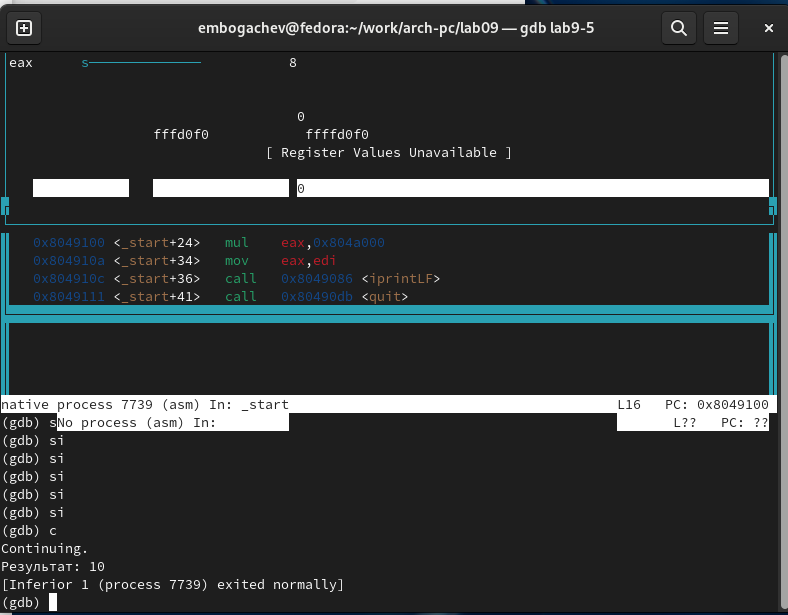 embogachev@fedora:~/work/arch-pc/lab09 — gdb lab9-5
eax s 8
0
fffd0f0 ffffd0f0
[ Register Values Unavailable ]
0
0x8049100 <_start+24> mul eax,0x804a000
0x804910a <_start+34> mov eax,edi
0x804910c <_start+36> call 0x8049086 <iprintLF>
0x8049111 <_start+41> call 0x80490db <quit>
native process 7739 (asm) In: _start L16 PC: 0x8049100
(gdb) sNo process (asm) In: L?? PC: ??
(gdb) si
(gdb) si
(gdb) si
(gdb) si
(gdb) si
(gdb) c
Continuing.
Результат: 10
[Inferior 1 (process 7739) exited normally]
(gdb)